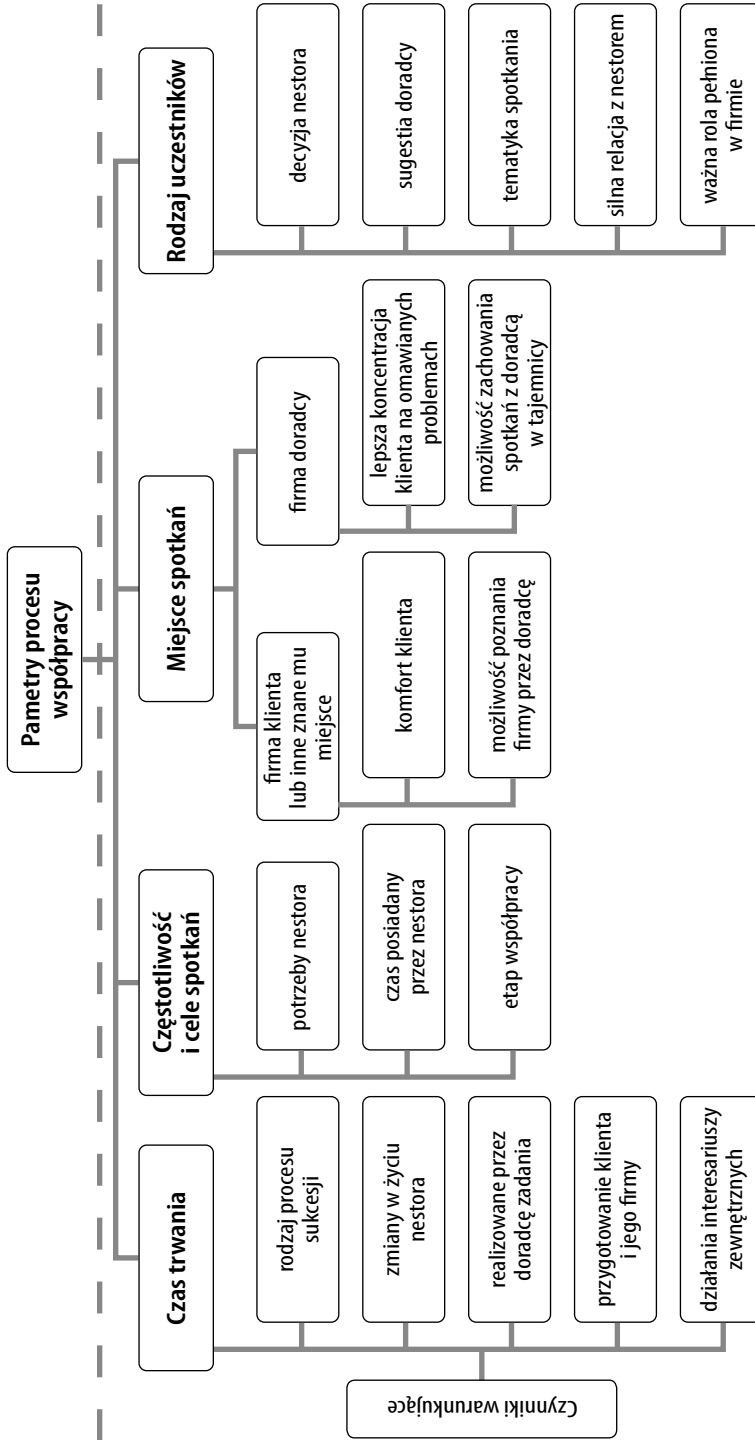 Pametry procesu
współpracy
Czas trwania
rodzaj procesu
sukcesji
zmiany w życiu
nestora
realizowane przez
doradcę zadania
przygotowanie klienta
i jego firmy
działania interesariuszy
zewnętrznych
Czynniki warunkujące
Częstotliwość
i cele spotkań
potrzeby nestora
czas posiadany
przez nestora
etap współpracy
Miejsce spotkań
firma klienta
lub inne znane mu
miejsce
komfort klienta
możliwość poznania
firmy przez doradcę
firma doradcy
lepsza koncentracja
klienta na omawianych
problemach
możliwość zachowania
spotkań z doradcą
w tajemnicy
Rodzaj uczestników
decyzja nestora
sugestia doradcy
tematyka spotkania
silna relacja z nestorem
ważna rola pełniona
w firmie